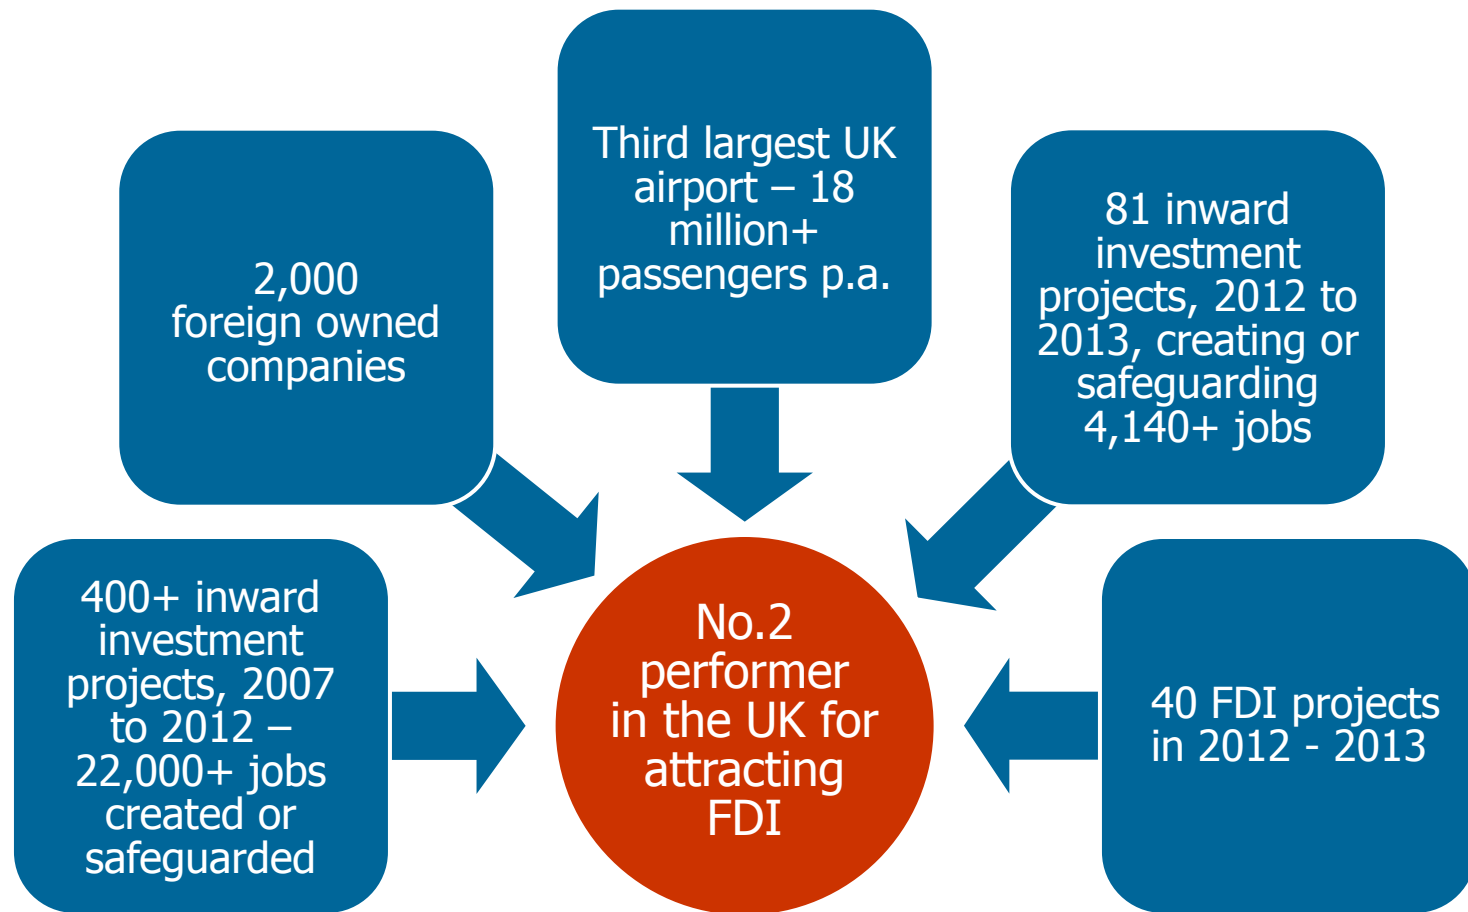 Third largest UK
airport – 18
million+
passengers p.a.
2,000
foreign owned
companies
81 inward
investment
projects, 2012 to
2013, creating or
safeguarding
4,140+ jobs
400+ inward
investment
projects, 2007
to 2012 –
22,000+ jobs
created or
safeguarded
No.2
performer
in the UK for
attracting
FDI
40 FDI projects
in 2012 - 2013